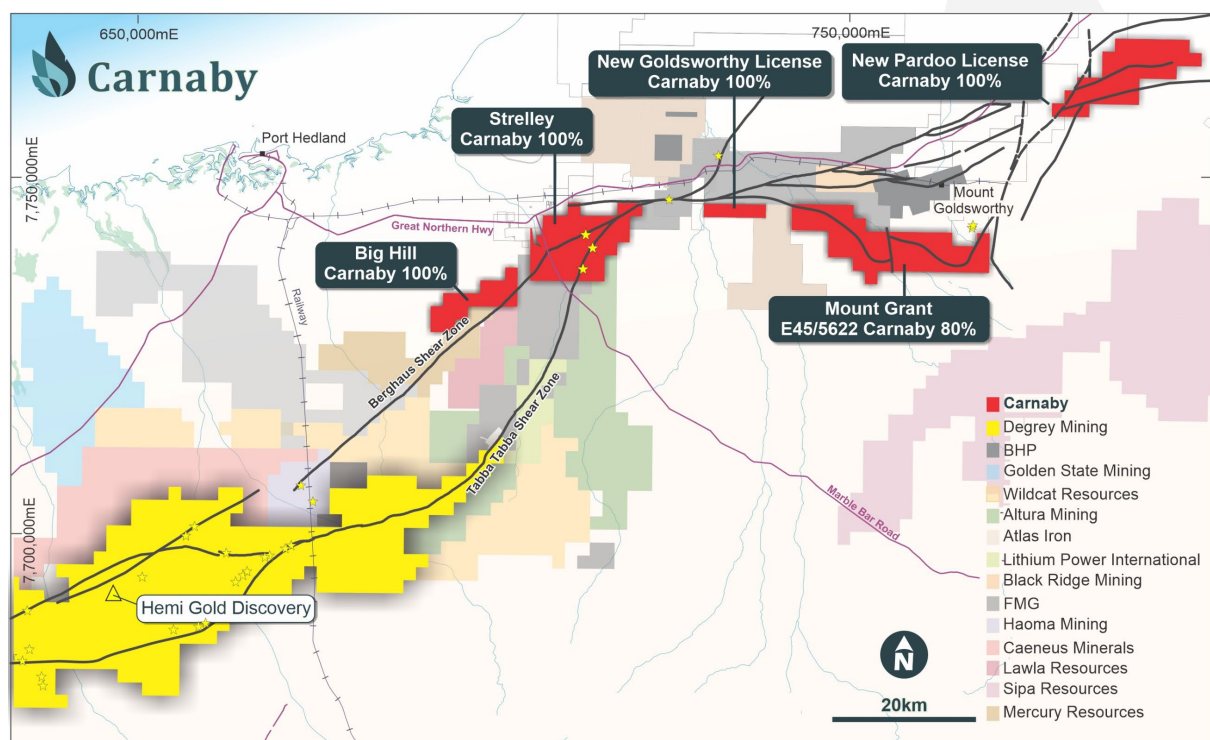 650,000mE
750,000mE
Carnaby
New Goldsworthy License
Carnaby 100%
New Pardoo License
Carnaby 100%
Strelley
Carnaby 100%
Port Hedland
7,750,000mE
Mount
Goldsworthy
Great Northern Hwy
Big Hill
Carnaby 100%
Railway
Mount Grant
E45/5622 Carnaby 80%
Berghaus Shear Zone
Tabba Tabba Shear Zone
Marble Bar Road
7,700,000mE
Hemi Gold Discovery
Carnaby
Degrey Mining
BHP
Golden State Mining
Wildcat Resources
Altura Mining
Atlas Iron
Lithium Power International
Black Ridge Mining
FMG
Haoma Mining
Caeneus Minerals
Lawla Resources
Sipa Resources
Mercury Resources
N
20km